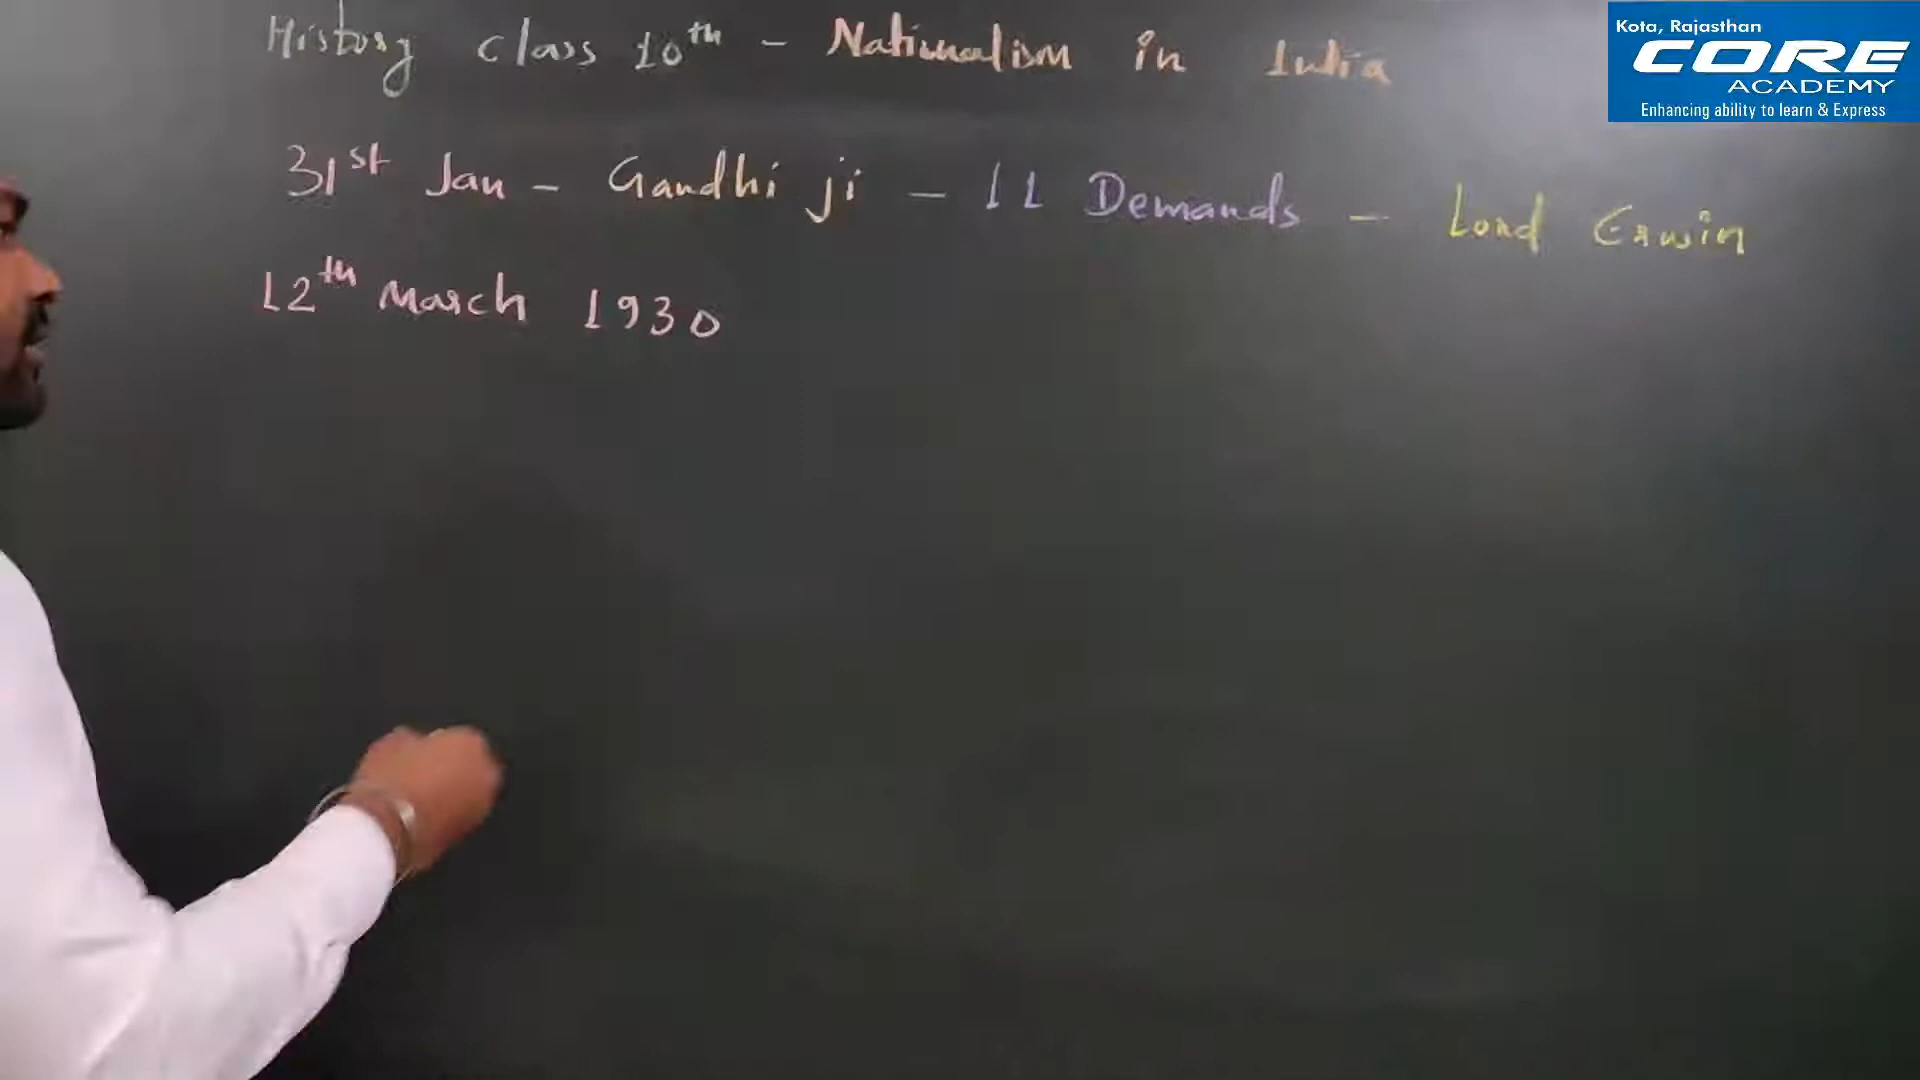 History class 10th - Nationalism in India
31st Jan - Gandhi ji - 11 Demands - Lord Erwin
12th March 1930
Kota, Rajasthan
CORE
ACADEMY
Enhancing ability to learn & Express